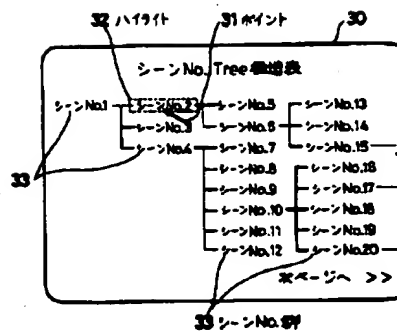 32 ハイライト 31 ポイント 30
シーンNo. Tree 構造表
シーンNo.1 シーンNo.2 シーンNo.5 シーンNo.13
シーンNo.3 シーンNo.6 シーンNo.14
シーンNo.4 シーンNo.7 シーンNo.15
33 シーンNo.8 シーンNo.16
シーンNo.9 シーンNo.17
シーンNo.10 シーンNo.18
シーンNo.11 シーンNo.19
シーンNo.12 シーンNo.20
ページへ >>
33 シーンNo.群